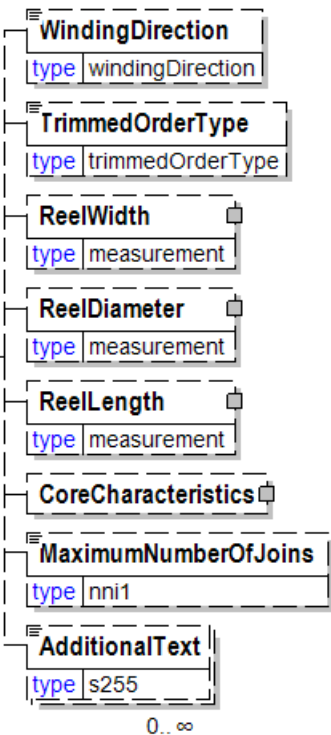 WindingDirection
type windingDirection
TrimmedOrderType
type trimmedOrderType
ReelWidth
type measurement
ReelDiameter
type measurement
ReelLength
type measurement
CoreCharacteristics
MaximumNumberOfJoins
type nni1
AdditionalText
type s255
0.. ∞